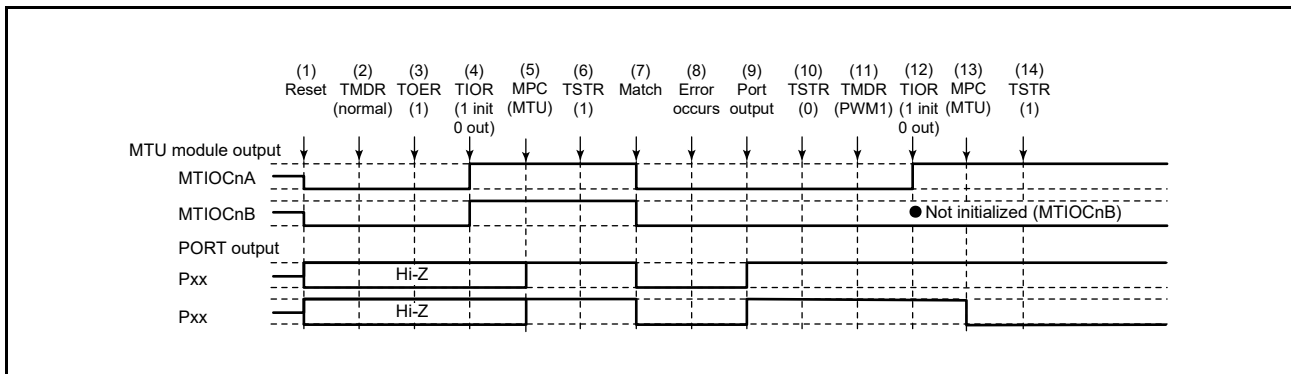 (1) (2) (3) (4) (5) (6) (7) (8) (9) (10) (11) (12) (13) (14)
Reset TMDR TOER TIOR MPC TSTR Match Error Port TSTR TMDR TIOR MPC TSTR
(normal) (1) (1 init (MTU) (1) occurs output (0) (PWM1) (1 init (MTU) (1)
0 out) 0 out)
MTU module output
MTIOCnA
MTIOCnB ● Not initialized (MTIOCnB)
PORT output
Pxx Hi-Z
Pxx Hi-Z